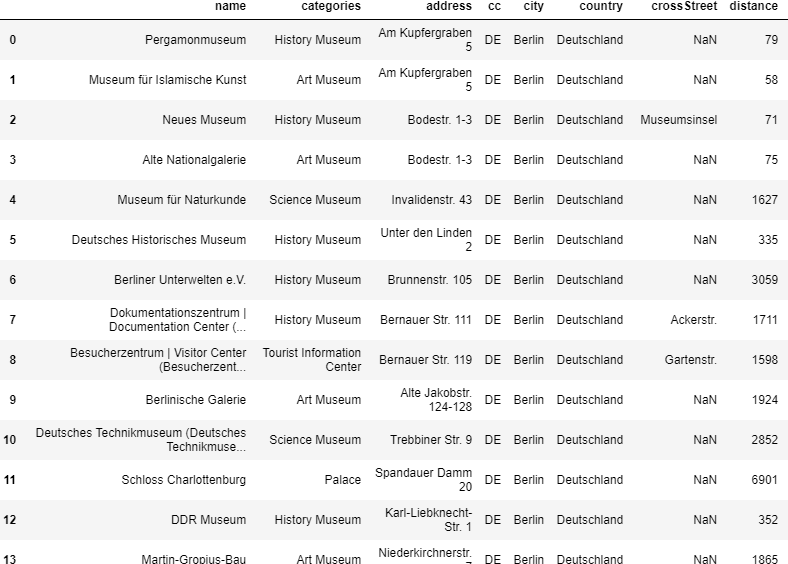 name categories address cc city country crossStreet distance
0 Pergamonmuseum History Museum Am Kupfergraben 5 DE Berlin Deutschland NaN 79
1 Museum für Islamische Kunst Art Museum Am Kupfergraben 5 DE Berlin Deutschland NaN 58
2 Neues Museum History Museum Bodestr. 1-3 DE Berlin Deutschland Museumsinsel 71
3 Alte Nationalgalerie Art Museum Bodestr. 1-3 DE Berlin Deutschland NaN 75
4 Museum für Naturkunde Science Museum Invalidenstr. 43 DE Berlin Deutschland NaN 1627
5 Deutsches Historisches Museum History Museum Unter den Linden 2 DE Berlin Deutschland NaN 335
6 Berliner Unterwelten e.V. History Museum Brunnenstr. 105 DE Berlin Deutschland NaN 3059
7 Dokumentationszentrum | Documentation Center (... History Museum Bernauer Str. 111 DE Berlin Deutschland Ackerstr. 1711
8 Besucherzentrum | Visitor Center (Besucherzent... Tourist Information Center Bernauer Str. 119 DE Berlin Deutschland Gartenstr. 1598
9 Berlinische Galerie Art Museum Alte Jakobstr. 124-128 DE Berlin Deutschland NaN 1924
10 Deutsches Technikmuseum (Deutsches Technikmuse... Science Museum Trebbiner Str. 9 DE Berlin Deutschland NaN 2852
11 Schloss Charlottenburg Palace Spandauer Damm 20 DE Berlin Deutschland NaN 6901
12 DDR Museum History Museum Karl-Liebknecht-Str. 1 DE Berlin Deutschland NaN 352
13 Martin-Gropius-Bau Art Museum Niederkirchnerstr. DE Berlin Deutschland NaN 1865